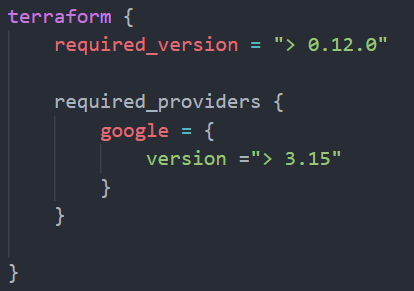 terraform {
    required_version = "> 0.12.0"

    required_providers {
        google = {
            version ="> 3.15"
        }
    }

}